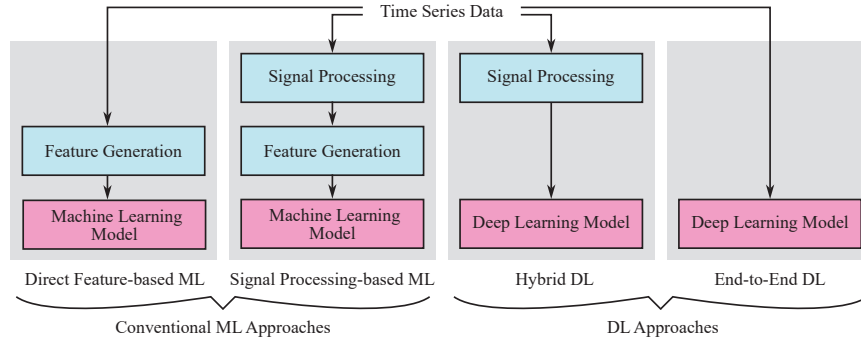 Time Series Data
Signal Processing
Signal Processing
Feature Generation
Feature Generation
Machine Learning
Model
Machine Learning
Model
Deep Learning Model
Deep Learning Model
Direct Feature-based ML
Signal Processing-based ML
Hybrid DL
End-to-End DL
Conventional ML Approaches
DL Approaches